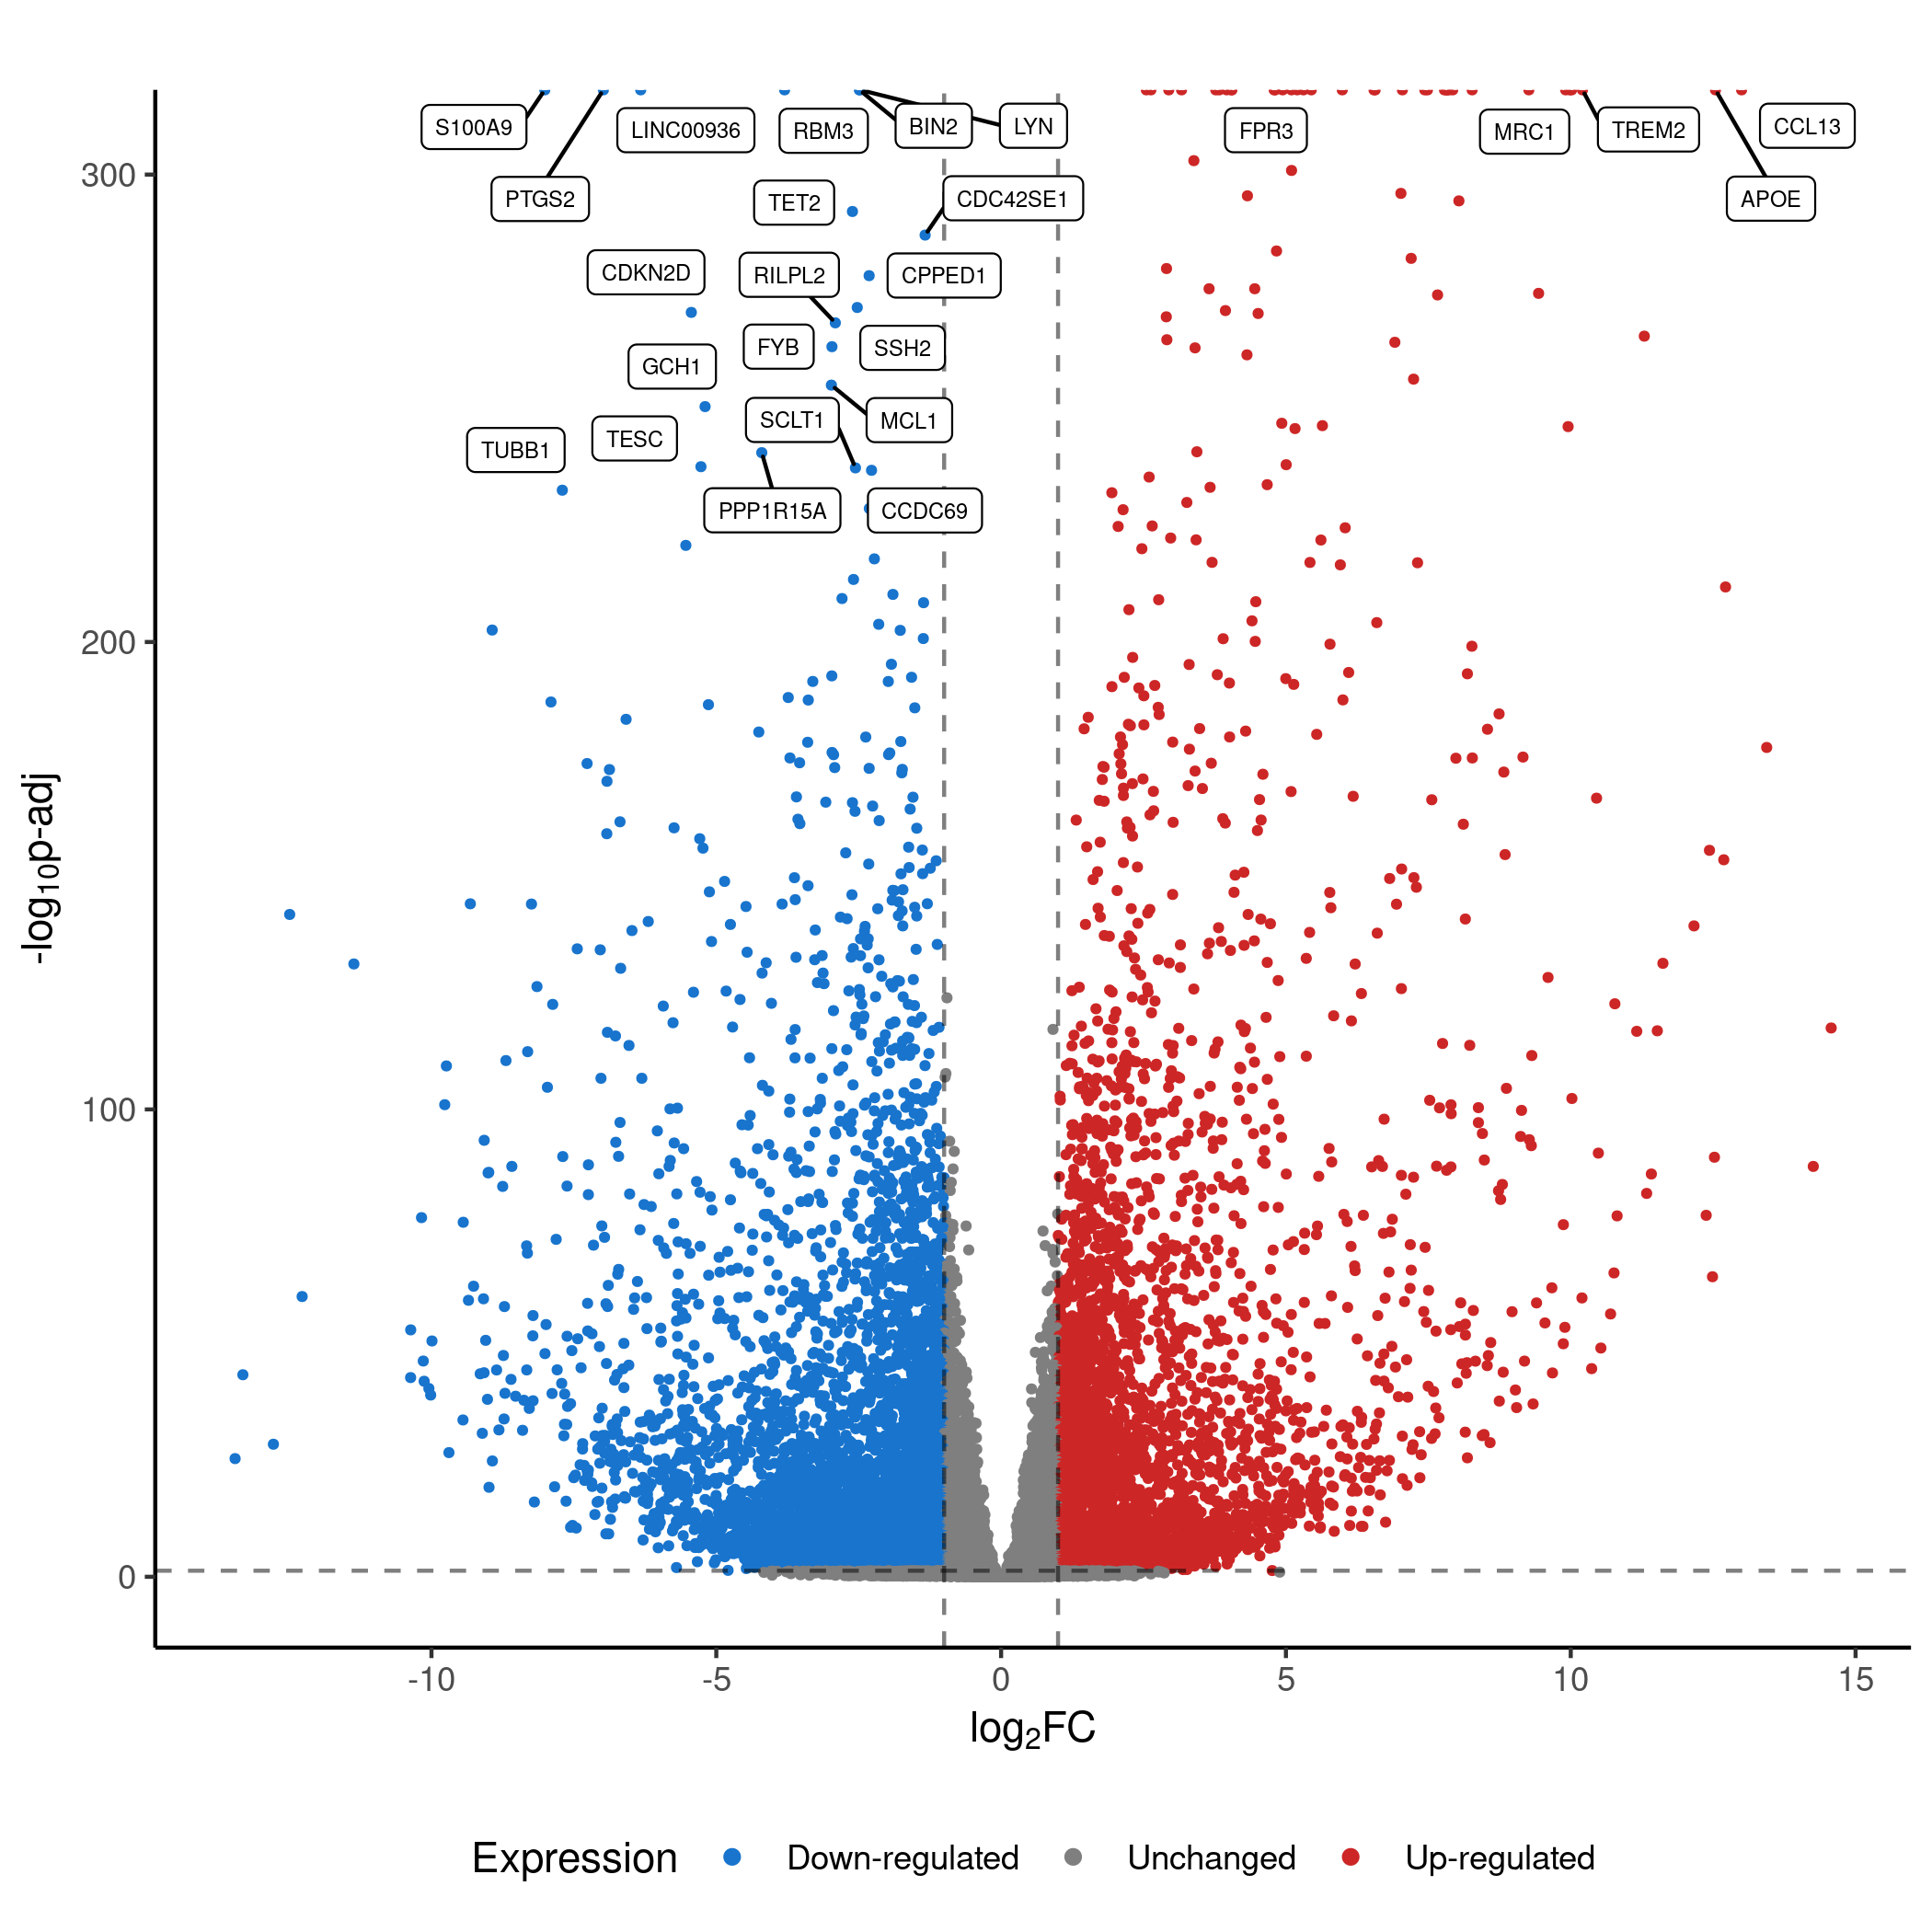 S100A9
LINC00936
RBM3
BIN2
LYN
FPR3
MRC1
TREM2
CCL13
300
PTGS2
TET2
CDC42SE1
APOE
CDKN2D
RILPL2
CPPED1
FYB
SSH2
GCH1
SCLT1
MCL1
TESC
TUBB1
PPP1R15A
CCDC69
200
-log10p-adj
100
0
-10
-5
0
5
10
15
log2FC
Expression
Down-regulated
Unchanged
Up-regulated